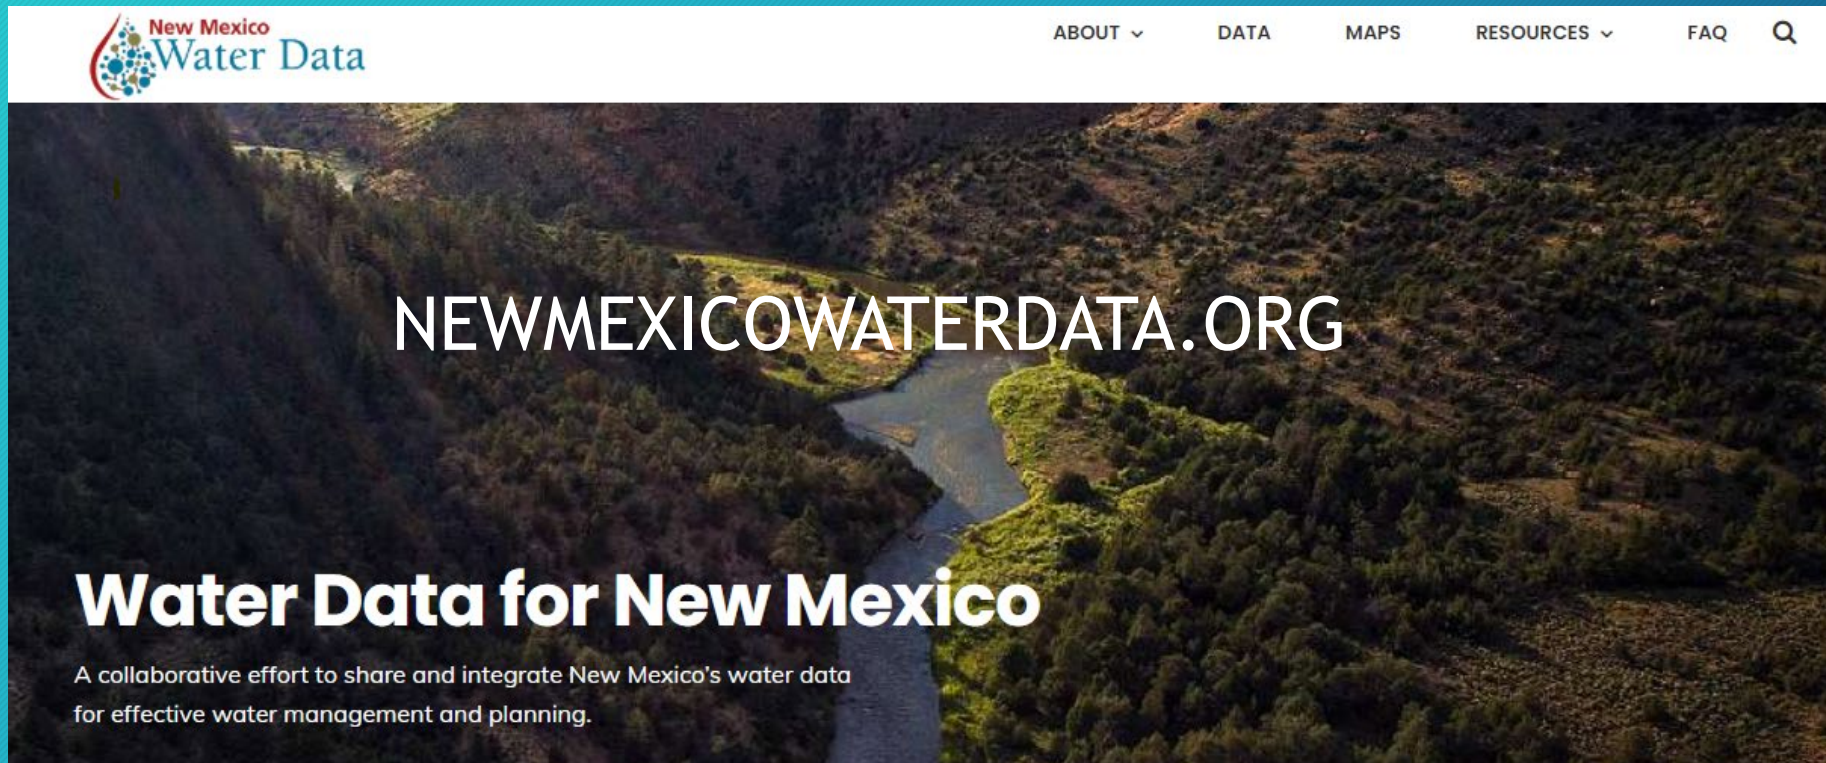 New Mexico
Water Data
ABOUT
DATA
MAPS
RESOURCES
FAQ
NEWMEXICOWATERDATA.ORG
Water Data for New Mexico
A collaborative effort to share and integrate New Mexico's water data
for effective water management and planning.